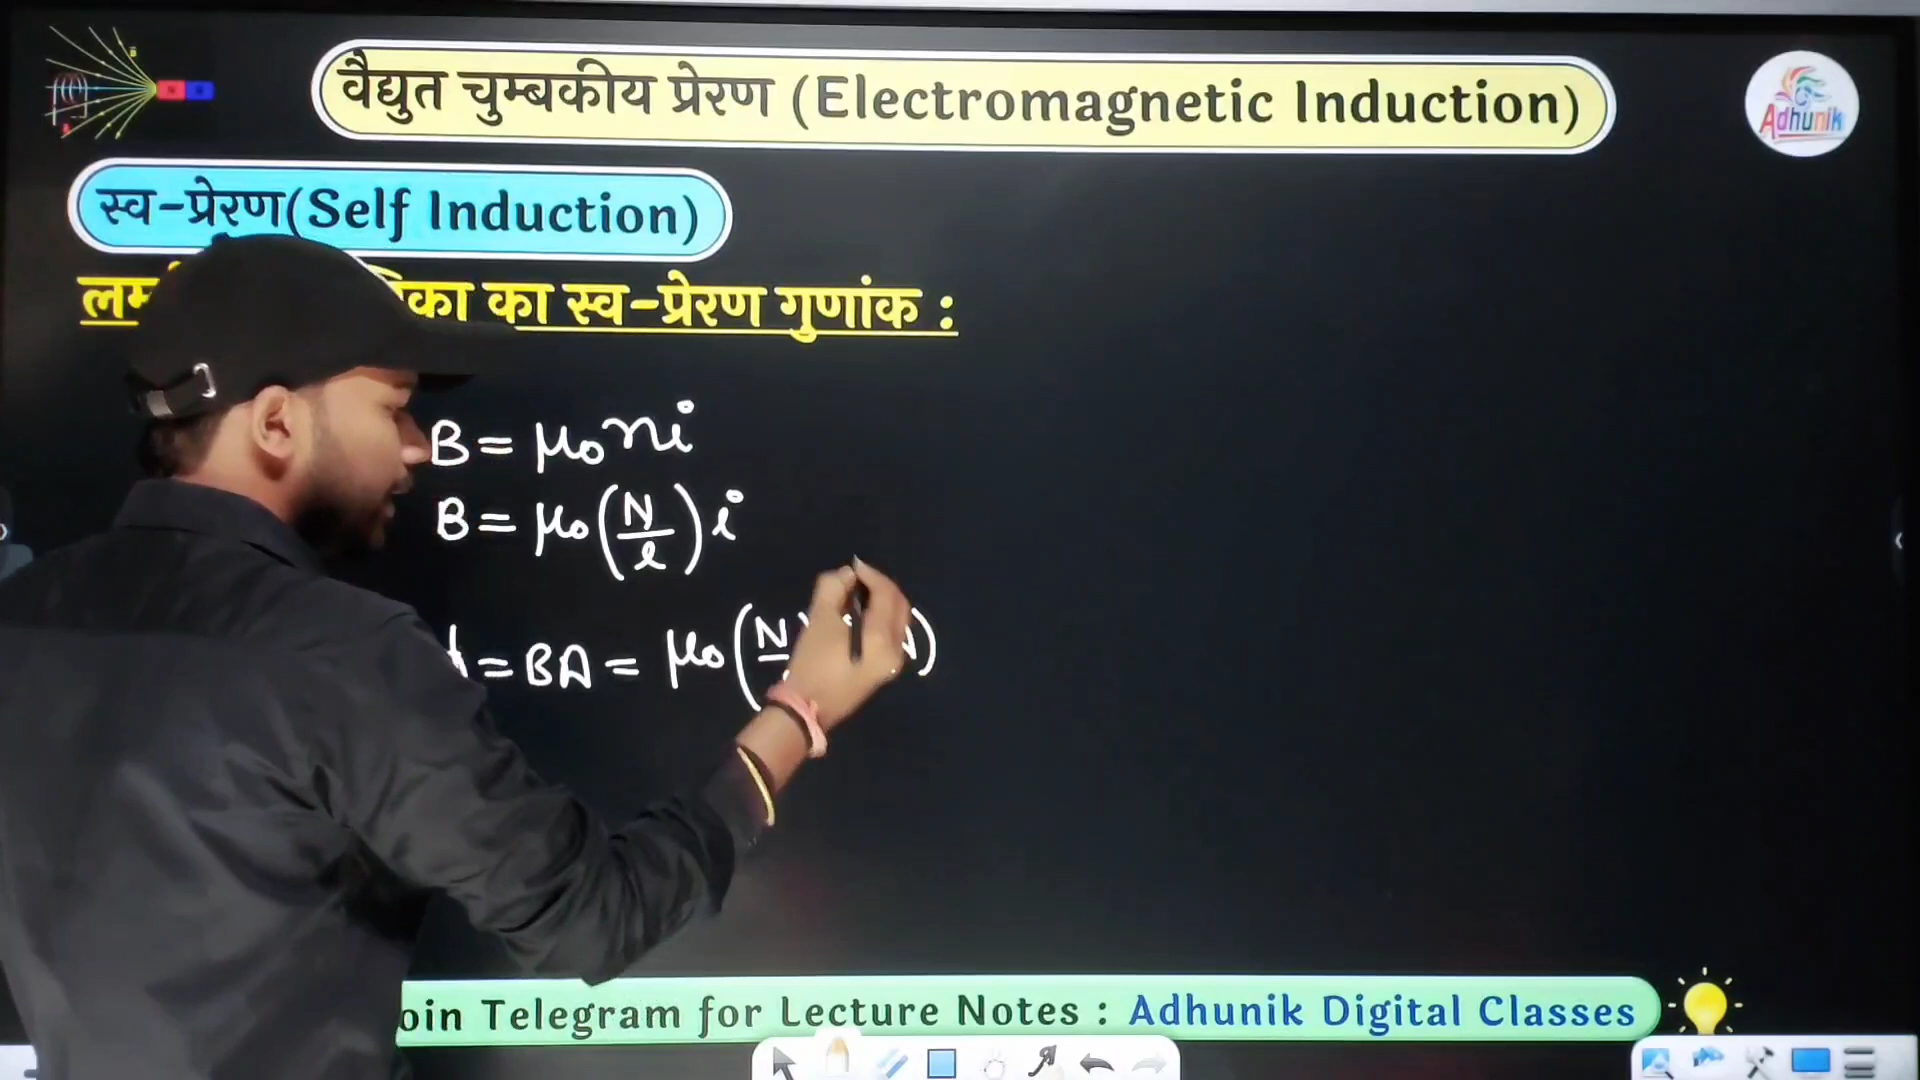 वैद्युत चुम्बकीय प्रेरण (Electromagnetic Induction)
Adhunik
स्व-प्रेरण(Self Induction)
का स्व-प्रेरण गुणांक :
B = μ₀ni
B = μ₀(N/l)i
= BA = μ₀(N
Telegram for Lecture Notes : Adhunik Digital Classes